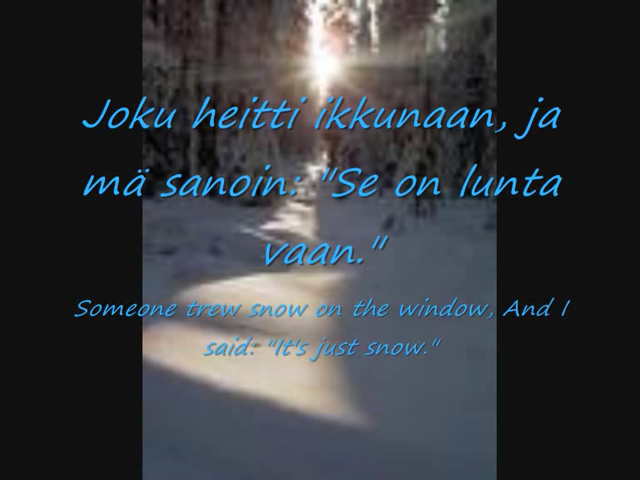 Joku heitti ikkunaan, ja
mä sanoin: "Se on lunta
vaan."
Someone trew snow on the window, And I
said: "It's just snow."